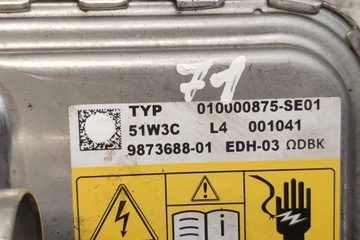 71
TYP 010000875-SE01
51W3C L4 001041
9873688-01 EDH-03 ΩDBK